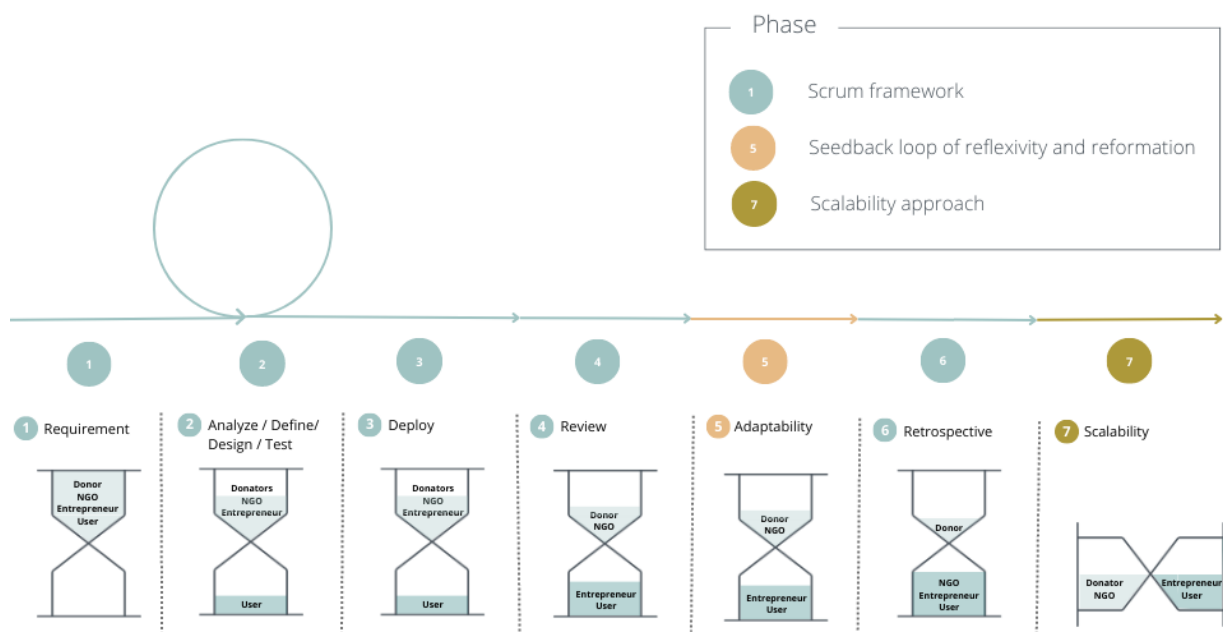 Phase
1 Scrum framework
5 Seedback loop of reflexivity and reformation
7 Scalability approach
1 2 3 4 5 6 7
1 Requirement
Donor
NGO
Entrepreneur
User
2 Analyze / Define/
Design / Test
Donators
NGO
Entrepreneur
User
3 Deploy
Donators
NGO
Entrepreneur
User
4 Review
Donor
NGO
Entrepreneur
User
5 Adaptability
Donor
NGO
Entrepreneur
User
6 Retrospective
Donor
NGO
Entrepreneur
User
7 Scalability
Donator
NGO
Entrepreneur
User